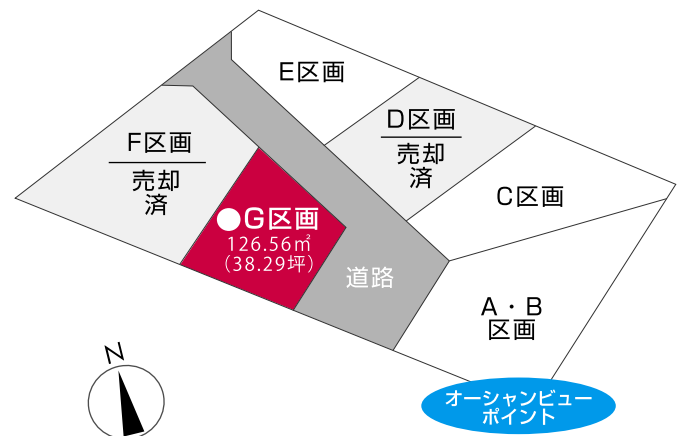 E区画
D区画
売却
済
F区画
売却
済
C区画
●G区画
126.56㎡
(38.29坪)
道路
A・B
区画
N
オーシャンビュー
ポイント